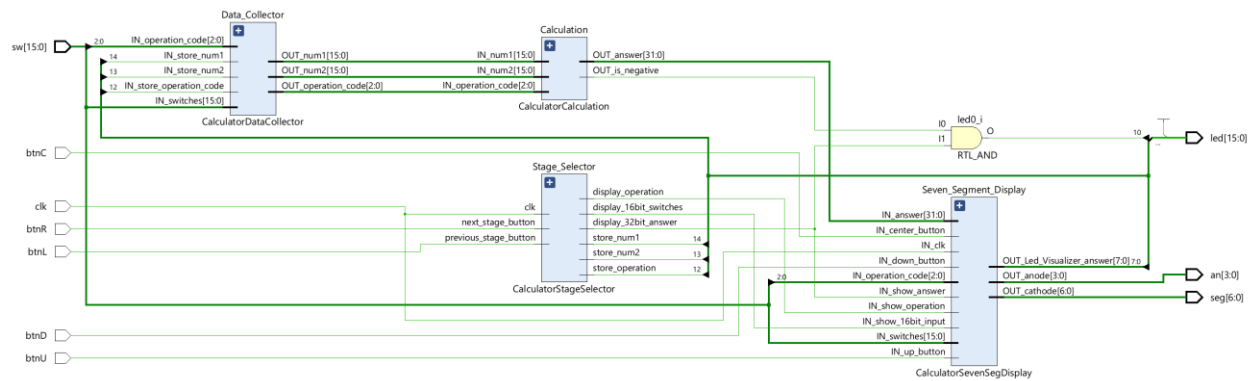 Data_Collector
sw[15:0]
2:0
IN_operation_code[2:0]
14
IN_store_num1
13
IN_store_num2
12
IN_store_operation_code
IN_switches[15:0]
OUT_num1[15:0]
OUT_num2[15:0]
OUT_operation_code[2:0]
CalculatorDataCollector
Calculation
IN_num1[15:0]
IN_num2[15:0]
IN_operation_code[2:0]
OUT_answer[31:0]
OUT_is_negative
CalculatorCalculation
led0_i
I0
I1
O
RTL_AND
10
led[15:0]
btnC
clk
btnR
btnL
Stage_Selector
clk
next_stage_button
previous_stage_button
display_operation
display_16bit_switches
display_32bit_answer
store_num1
14
store_num2
13
store_operation
12
CalculatorStageSelector
Seven_Segment_Display
IN_answer[31:0]
IN_center_button
IN_clk
IN_down_button
2:0
IN_operation_code[2:0]
IN_show_answer
IN_show_operation
IN_show_16bit_input
IN_switches[15:0]
IN_up_button
OUT_Led_Visualizer_answer[7:0]
7:0
OUT_anode[3:0]
OUT_cathode[6:0]
CalculatorSevenSegDisplay
an[3:0]
seg[6:0]
btnD
btnU